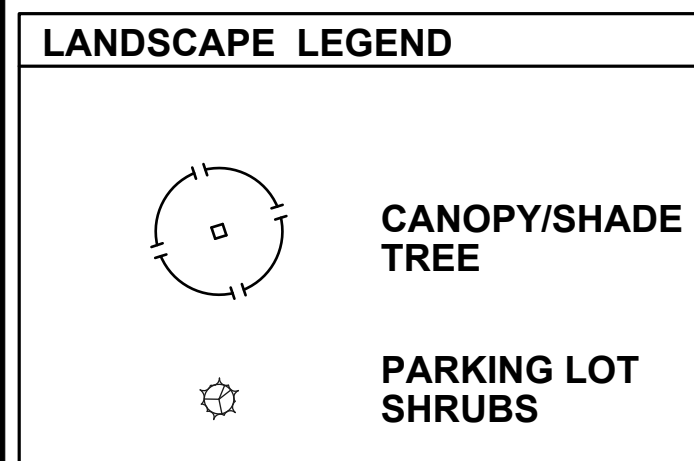 LANDSCAPE LEGEND
CANOPY/SHADE
TREE
PARKING LOT
SHRUBS